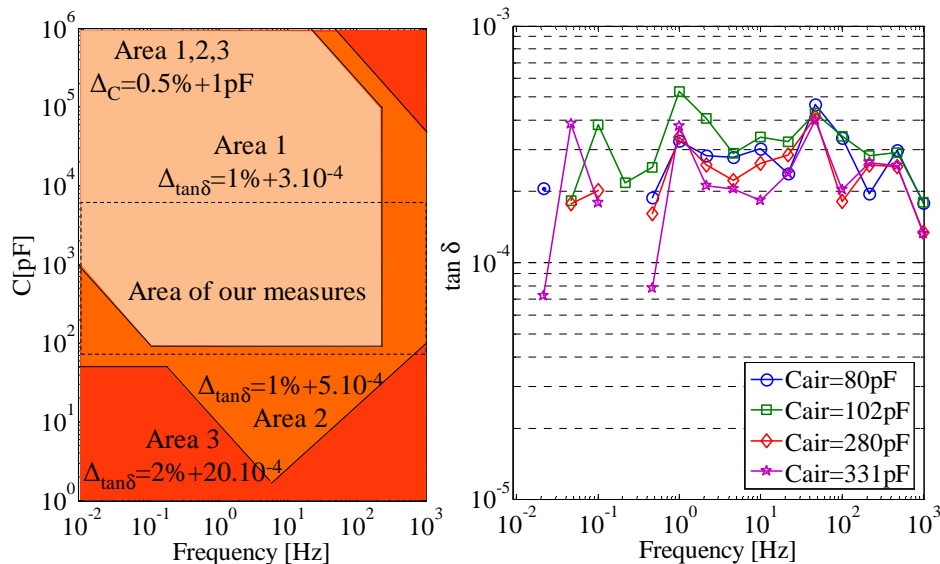 10^6
10^5
10^4
10^3
10^2
10^1
10^0
C[pF]
Area 1,2,3
Δ_C=0.5%+1pF
Area 1
Δ_tanδ=1%+3.10^-4
Area of our measures
Δ_tanδ=1%+5.10^-4
Area 2
Area 3
Δ_tanδ=2%+20.10^-4
10^-2 10^-1 10^0 10^1 10^2 10^3
Frequency [Hz]
10^-3
10^-4
10^-5
tan δ
Cair=80pF
Cair=102pF
Cair=280pF
Cair=331pF
10^-2 10^-1 10^0 10^1 10^2 10^3
Frequency [Hz]